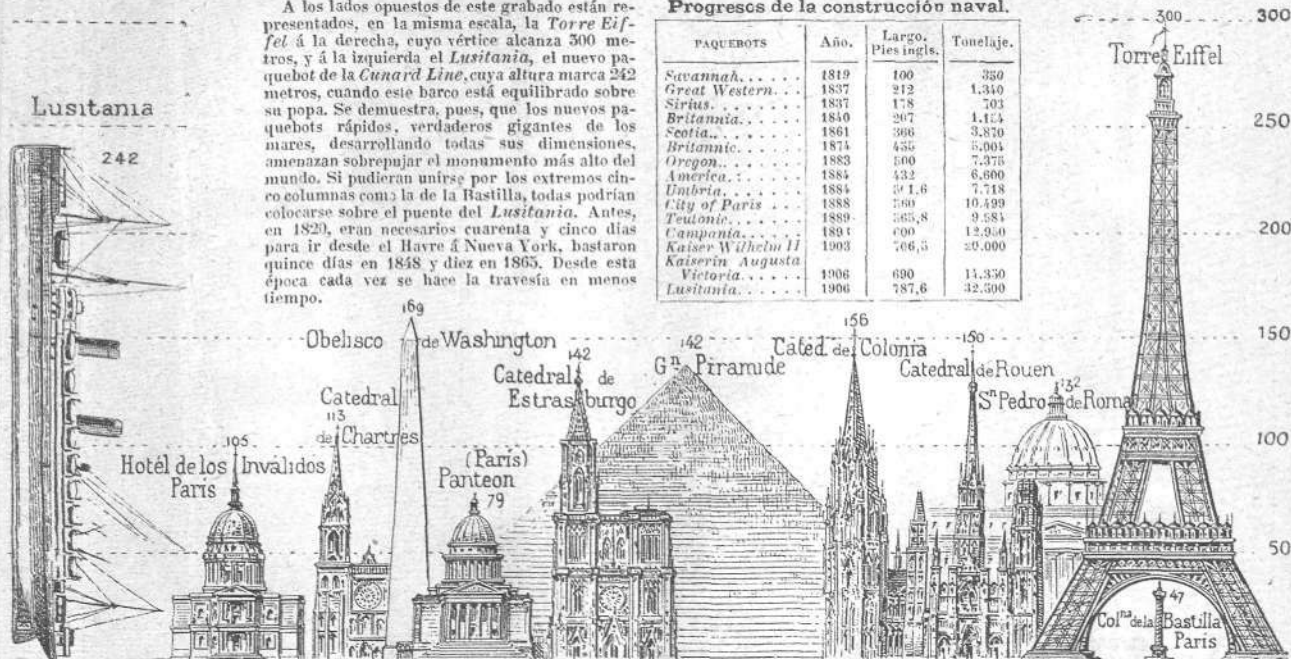 A los lados opuestos de este grabado están re-
presentados, en la misma escala, la Torre Eif-
fel á la derecha, cuyo vértice alcanza 300 me-
tros, y á la izquierda el Lusitania, el nuevo pa-
quebot de la Cunard Line, cuya altura marca 242
metros, cuando este barco está equilibrado sobre
su popa. Se demuestra, pues, que los nuevos pa-
quebots rápidos, verdaderos gigantes de los
mares, desarrollando todas sus dimensiones,
amenazan sobrepujar el monumento más alto del
mundo. Si pudieran unirse por los extremos cin-
co columnas como la de la Bastilla, todas podrían
colocarse sobre el puente del Lusitania. Antes,
en 1820, eran necesarios cuarenta y cinco días
para ir desde el Havre á Nueva York, bastaron
quince días en 1848 y diez en 1865. Desde esta
época cada vez se hace la travesía en menos
tiempo.
Progresos de la construcción naval.
PAQUEBOTS Año. Largo. Pies ingls. Tonelaje.
Savannah...... 1819 100 350
Great Western... 1837 212 1.340
Sirius....... 1837 178 703
Britannia...... 1840 207
Scotia....... 1861 366 3.870
Britannic...... 1874 455 5.004
Oregon....... 1883 500 7.375
America....... 1884 432 6.600
Umbria....... 1884 7.718
City of Paris... 1888 560 10.499
Teutonic...... 1889 565,8 9.584
Campania...... 600 12.950
Kaiser Wilhelm II 1903 706,5 20.000
Kaiserin Augusta
Victoria...... 1906 690
Lusitania...... 1906 787,6 32.500
Lusitania
242
Hotél de los Inválidos
París
105
Catedral
113
de Chartres
169
Obelisco de Washington
(París)
Panteon
79
142
Catedral de
Estrasburgo
142
Gn Piramide
156
Cated. de Colonia
150
Catedral de Rouen
132
Sn Pedro de Roma
300
Torre Eiffel
47
Colna de la Bastilla
París
300
250
200
150
100
50